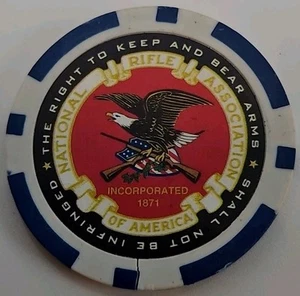 ★ THE RIGHT TO KEEP AND BEAR ARMS ★
SHALL NOT BE INFRINGED
NATIONAL RIFLE ASSOCIATION
OF AMERICA
INCORPORATED
1871